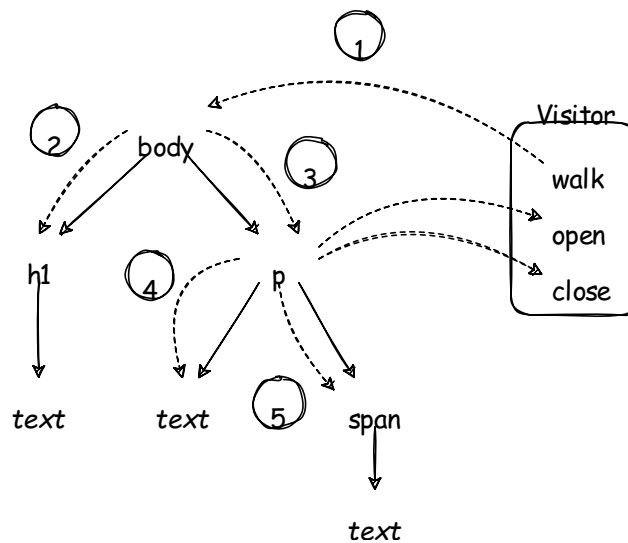 1
Visitor
2
body
3
walk
open
h1
4
p
close
text
text
5
span
text